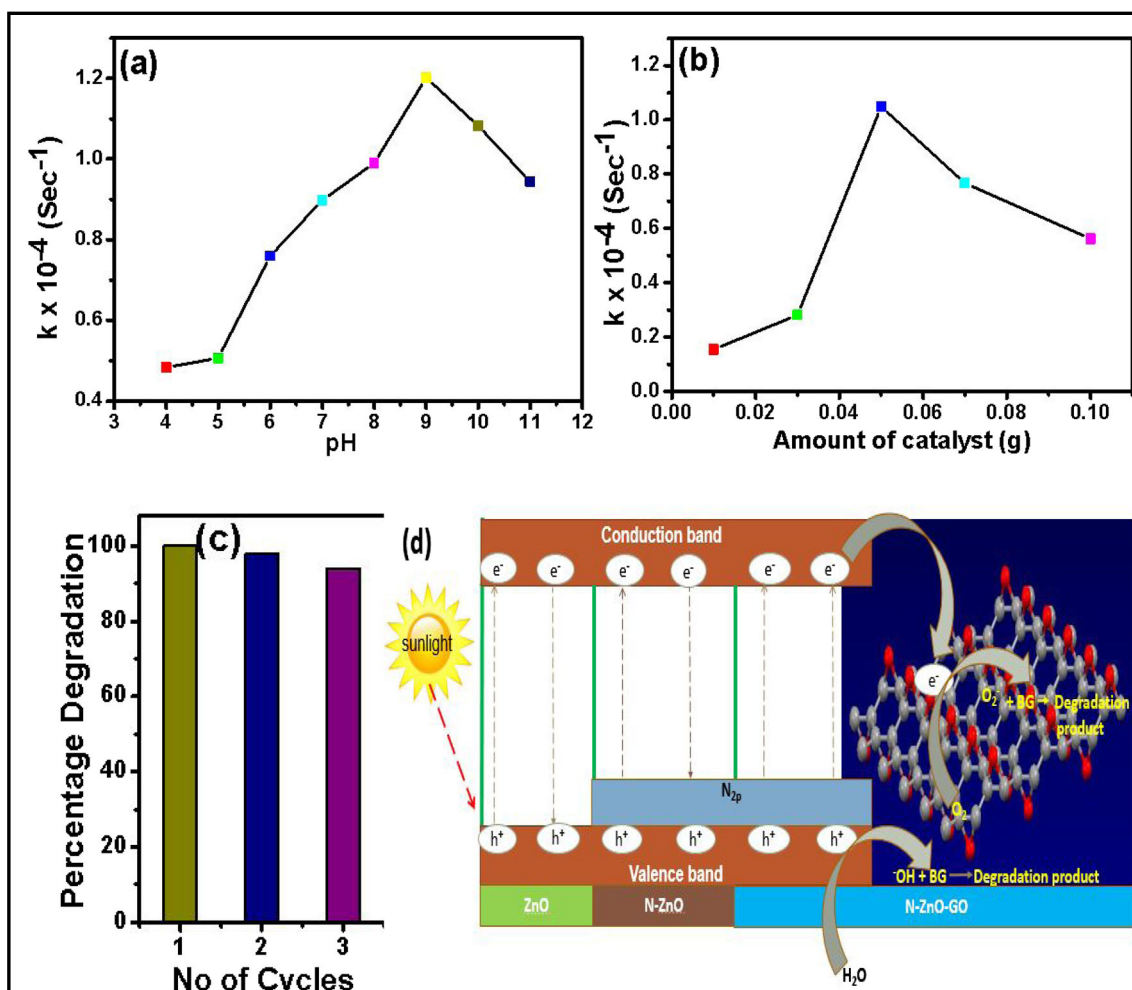 (a)
k x 10⁻⁴ (Sec⁻¹)
1.2
1.0
0.8
0.6
0.4
3 4 5 6 7 8 9 10 11 12
pH
(b)
k x 10⁻⁴ (Sec⁻¹)
1.2
1.0
0.8
0.6
0.4
0.2
0.0
0.00 0.02 0.04 0.06 0.08 0.10
Amount of catalyst (g)
(c)
Percentage Degradation
100
80
60
40
20
0
1 2 3
No of Cycles
(d)
sunlight
Conduction band
e⁻ e⁻ e⁻ e⁻ e⁻ e⁻
e⁻
O₂⁻ + BG → Degradation
product
N₂ₚ
O₂
h⁺ h⁺ h⁺ h⁺ h⁺ h⁺
Valence band
⁻OH + BG → Degradation product
ZnO N-ZnO N-ZnO-GO
H₂O